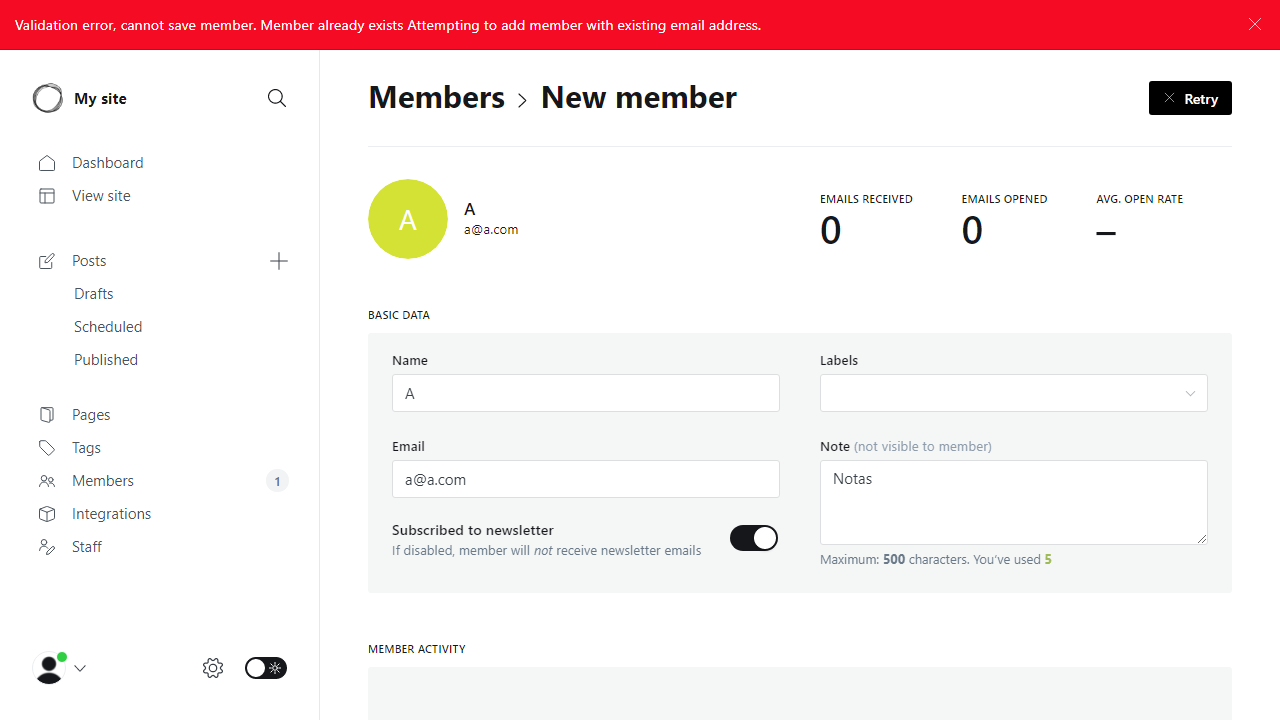 Validation error, cannot save member. Member already exists Attempting to add member with existing email address.
My site
Dashboard
View site
Posts
Drafts
Scheduled
Published
Pages
Tags
Members
1
Integrations
Staff
Members
New member
Retry
A
A
a@a.com
EMAILS RECEIVED
0
EMAILS OPENED
0
AVG. OPEN RATE
–
BASIC DATA
Name
A
Labels
Email
a@a.com
Note (not visible to member)
Notas
Subscribed to newsletter
If disabled, member will not receive newsletter emails
Maximum: 500 characters. You’ve used 5
MEMBER ACTIVITY